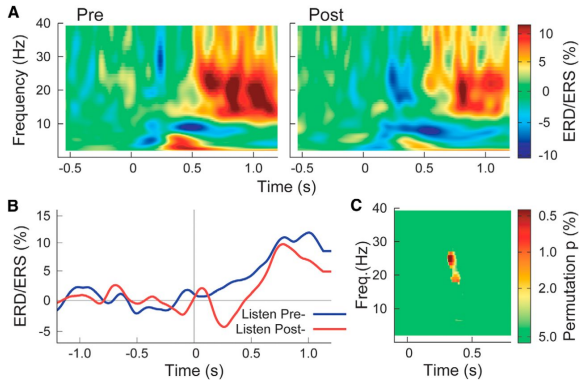 A
Pre
Post
Frequency (Hz)
40
30
20
10
-0.5
0
0.5
1.0
-0.5
0
0.5
1.0
Time (s)
10
5
0
-5
-10
ERD/ERS (%)
B
ERD/ERS (%)
15
10
5
0
-5
Listen Pre-
Listen Post-
-1.0
-0.5
0
0.5
1.0
Time (s)
C
Freq.(Hz)
40
30
20
10
0
0.5
Time (s)
0.5
1.0
2.0
5.0
Permutation p (%)